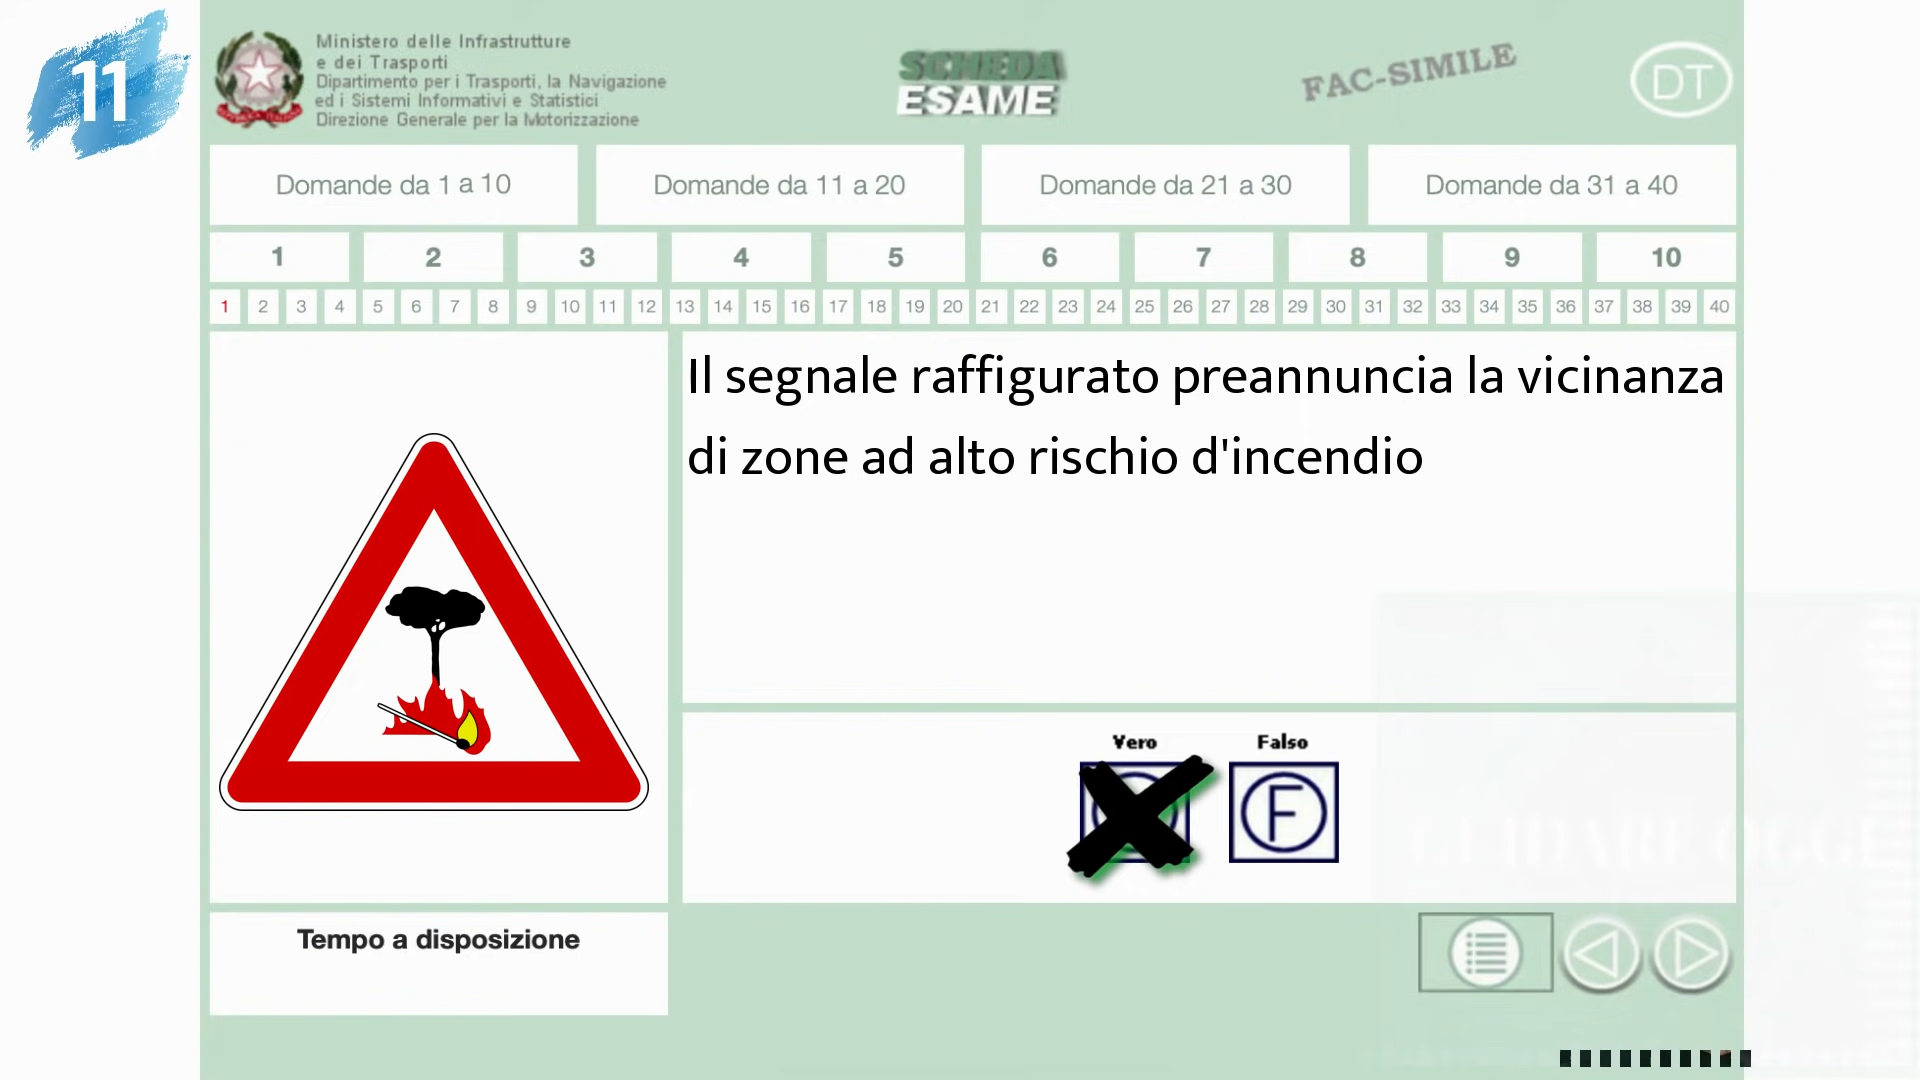 11
Ministero delle Infrastrutture
e dei Trasporti
Dipartimento per i Trasporti, la Navigazione
ed i Sistemi Informativi e Statistici
Direzione Generale per la Motorizzazione
SCHEDA
ESAME
FAC-SIMILE
DT
Domande da 1 a 10 Domande da 11 a 20 Domande da 21 a 30 Domande da 31 a 40
1 2 3 4 5 6 7 8 9 10
1 2 3 4 5 6 7 8 9 10 11 12 13 14 15 16 17 18 19 20 21 22 23 24 25 26 27 28 29 30 31 32 33 34 35 36 37 38 39 40
Il segnale raffigurato preannuncia la vicinanza
di zone ad alto rischio d'incendio
Vero Falso
F
Tempo a disposizione